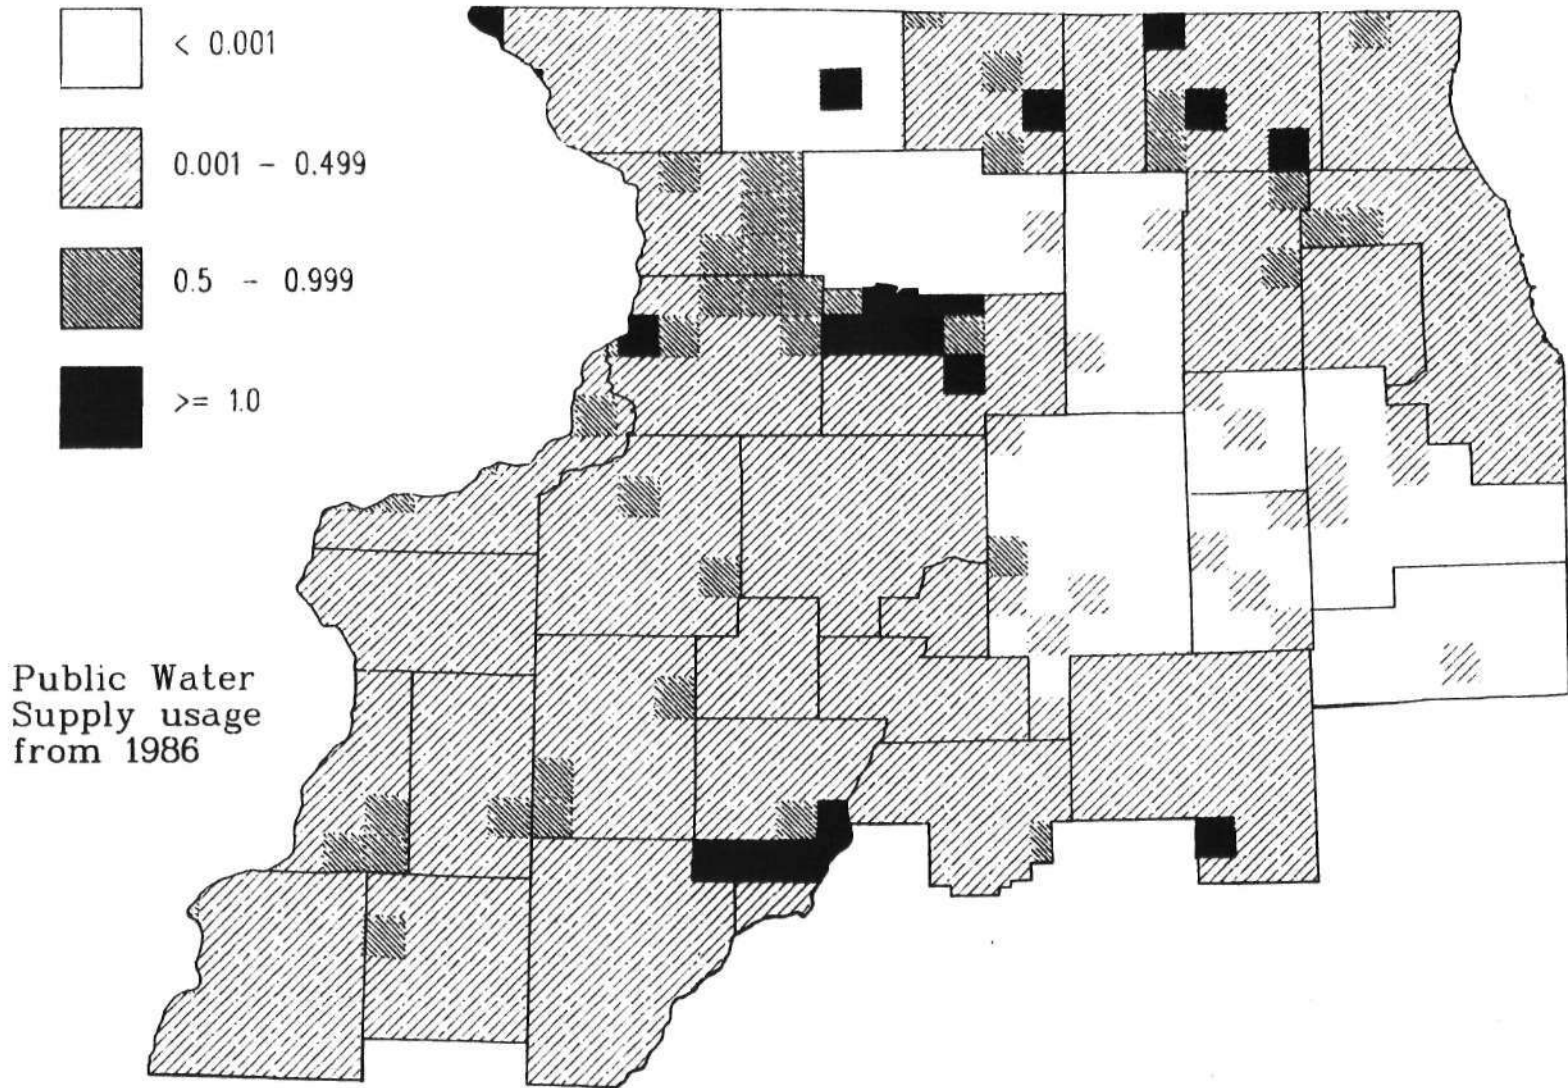 < 0.001
0.001 - 0.499
0.5 - 0.999
>= 1.0
Public Water
Supply usage
from 1986